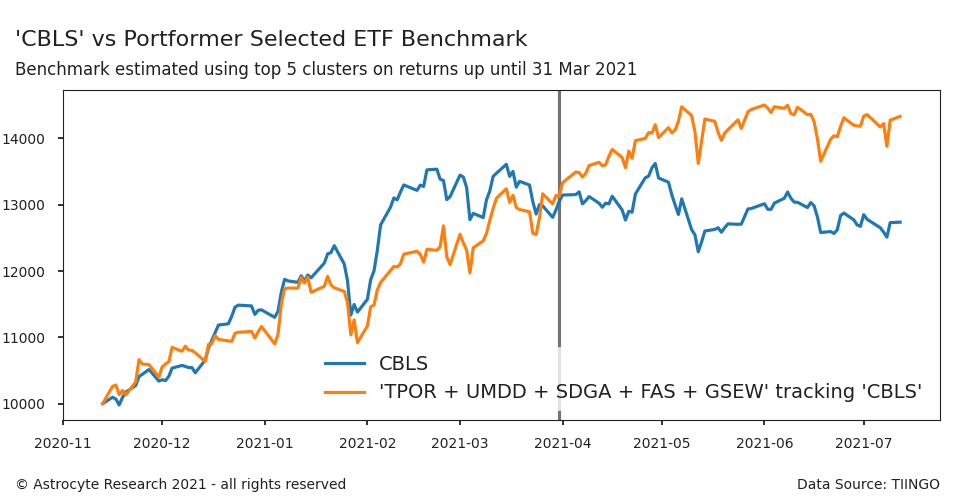 'CBLS' vs Portformer Selected ETF Benchmark
Benchmark estimated using top 5 clusters on returns up until 31 Mar 2021
14000
13000
12000
11000
10000
CBLS
'TPOR + UMDD + SDGA + FAS + GSEW' tracking 'CBLS'
2020-11 2020-12 2021-01 2021-02 2021-03 2021-04 2021-05 2021-06 2021-07
© Astrocyte Research 2021 - all rights reserved Data Source: TIINGO